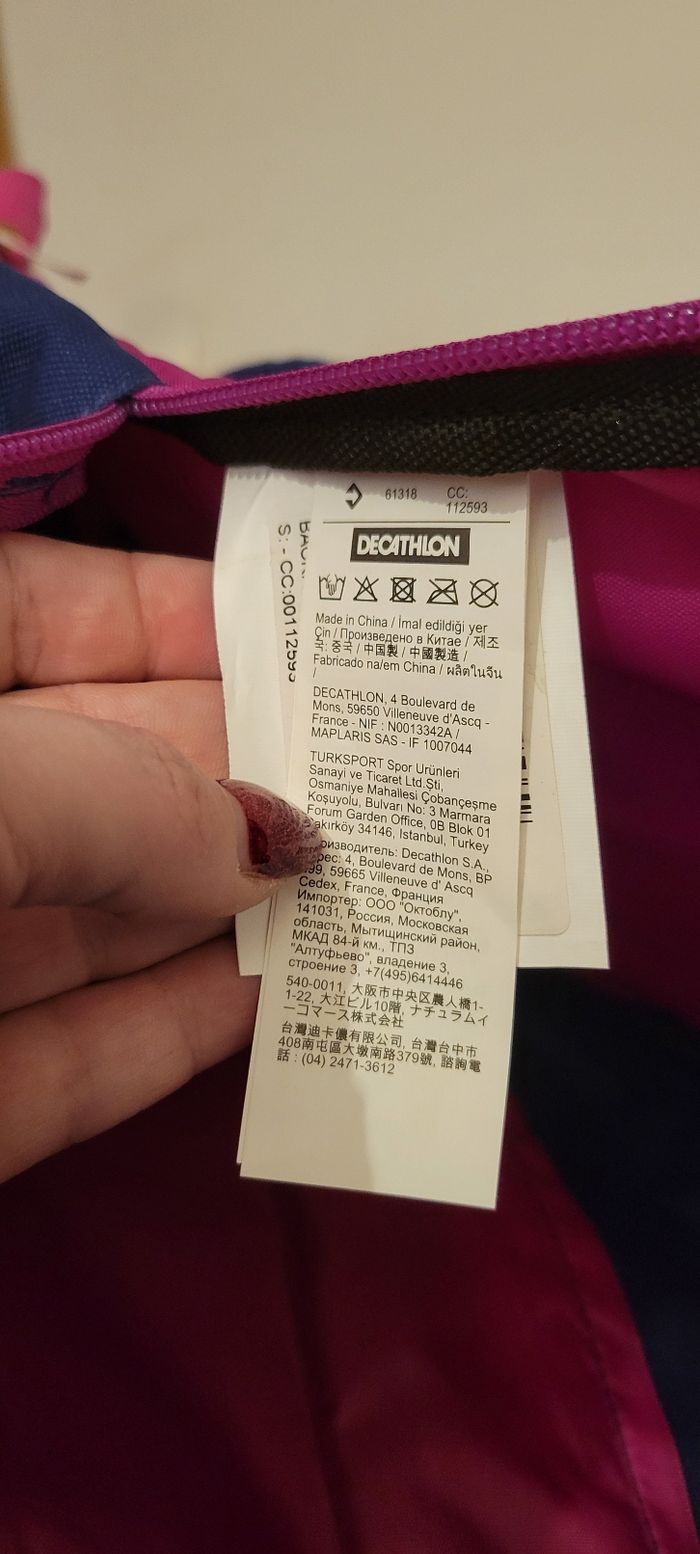 61318 CC:
112593
DECATHLON
Made in China / İmal edildiği yer
Çin / Произведено в Китае / 제조
국: 중국 / 中国製 / 中國製造 /
Fabricado na/em China / ผลิตในจีน
/
DECATHLON, 4 Boulevard de
Mons, 59650 Villeneuve d'Ascq -
France - NIF : N0013342A /
MAPLARIS SAS - IF 1007044
TURKSPORT Spor Urünleri
Sanayi ve Ticaret Ltd.Şti,
Osmaniye Mahallesi Çobançeşme
Koşuyolu, Bulvarı No: 3 Marmara
Forum Garden Office, 0B Blok 01
34146, Istanbul, Turkey
Decathlon S.A.,
4, Boulevard de Mons, BP
59665 Villeneuve d' Ascq
Cedex, France, Франция
Импортер: ООО "Октоблу",
141031, Россия, Московская
область, Мытищинский район,
МКАД 84-й км., ТПЗ
"Алтуфьево", владение 3,
строение 3, +7(495)6414446
540-0011, 大阪市中央区農人橋1-
1-22, 大江ビル10階, ナチュラムイ
ーコマース株式会社
台灣迪卡儂有限公司, 台灣台中市
408南屯區大墩南路379號, 諮詢電
話 : (04) 2471-3612
S: - CC:00112593